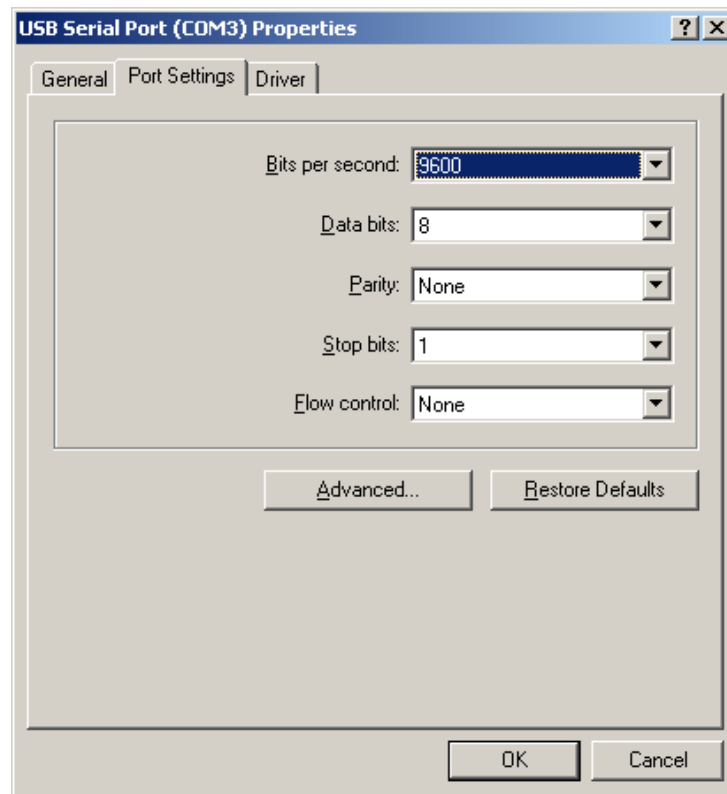 USB Serial Port (COM3) Properties
General Port Settings Driver
Bits per second: 9600
Data bits: 8
Parity: None
Stop bits: 1
Flow control: None
Advanced... Restore Defaults
OK Cancel